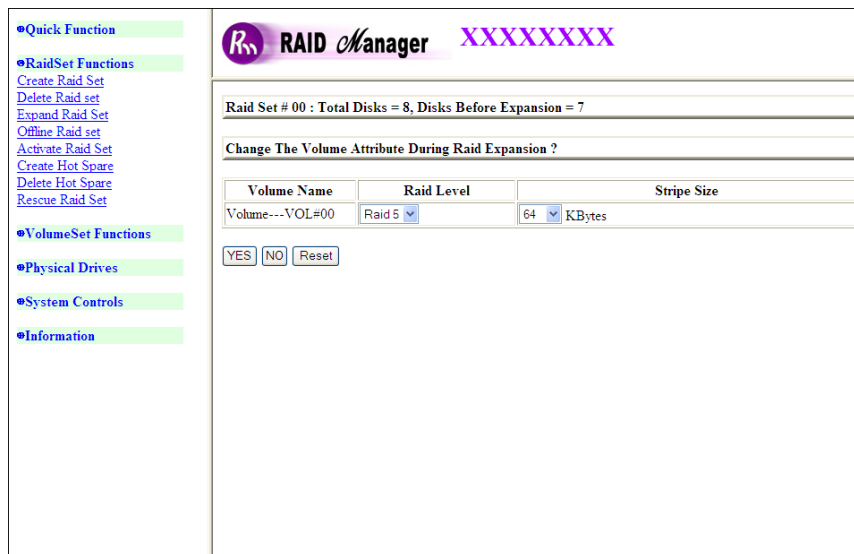 Quick Function
RaidSet Functions
Create Raid Set
Delete Raid set
Expand Raid Set
Offline Raid set
Activate Raid Set
Create Hot Spare
Delete Hot Spare
Rescue Raid Set
VolumeSet Functions
Physical Drives
System Controls
Information
Rm RAID Manager XXXXXXXX
Raid Set # 00 : Total Disks = 8, Disks Before Expansion = 7
Change The Volume Attribute During Raid Expansion ?
Volume Name Raid Level Stripe Size
Volume---VOL#00 Raid 5 64 KBytes
YES NO Reset